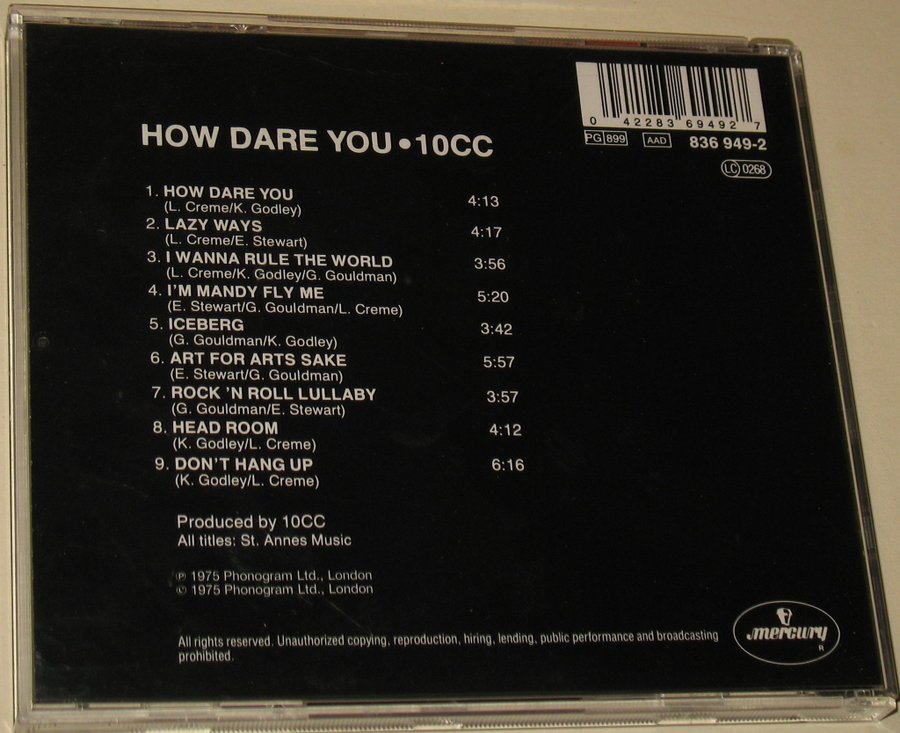 0 42283 69492 7
PG 899 AAD 836 949-2
LC 0268
HOW DARE YOU • 10CC
1. HOW DARE YOU 4:13
(L. Creme/K. Godley)
2. LAZY WAYS 4:17
(L. Creme/E. Stewart)
3. I WANNA RULE THE WORLD 3:56
(L. Creme/K. Godley/G. Gouldman)
4. I'M MANDY FLY ME 5:20
(E. Stewart/G. Gouldman/L. Creme)
5. ICEBERG 3:42
(G. Gouldman/K. Godley)
6. ART FOR ARTS SAKE 5:57
(E. Stewart/G. Gouldman)
7. ROCK 'N ROLL LULLABY 3:57
(G. Gouldman/E. Stewart)
8. HEAD ROOM 4:12
(K. Godley/L. Creme)
9. DON'T HANG UP 6:16
(K. Godley/L. Creme)
Produced by 10CC
All titles: St. Annes Music
℗ 1975 Phonogram Ltd., London
© 1975 Phonogram Ltd., London
All rights reserved. Unauthorized copying, reproduction, hiring, lending, public performance and broadcasting
prohibited.
mercury
R